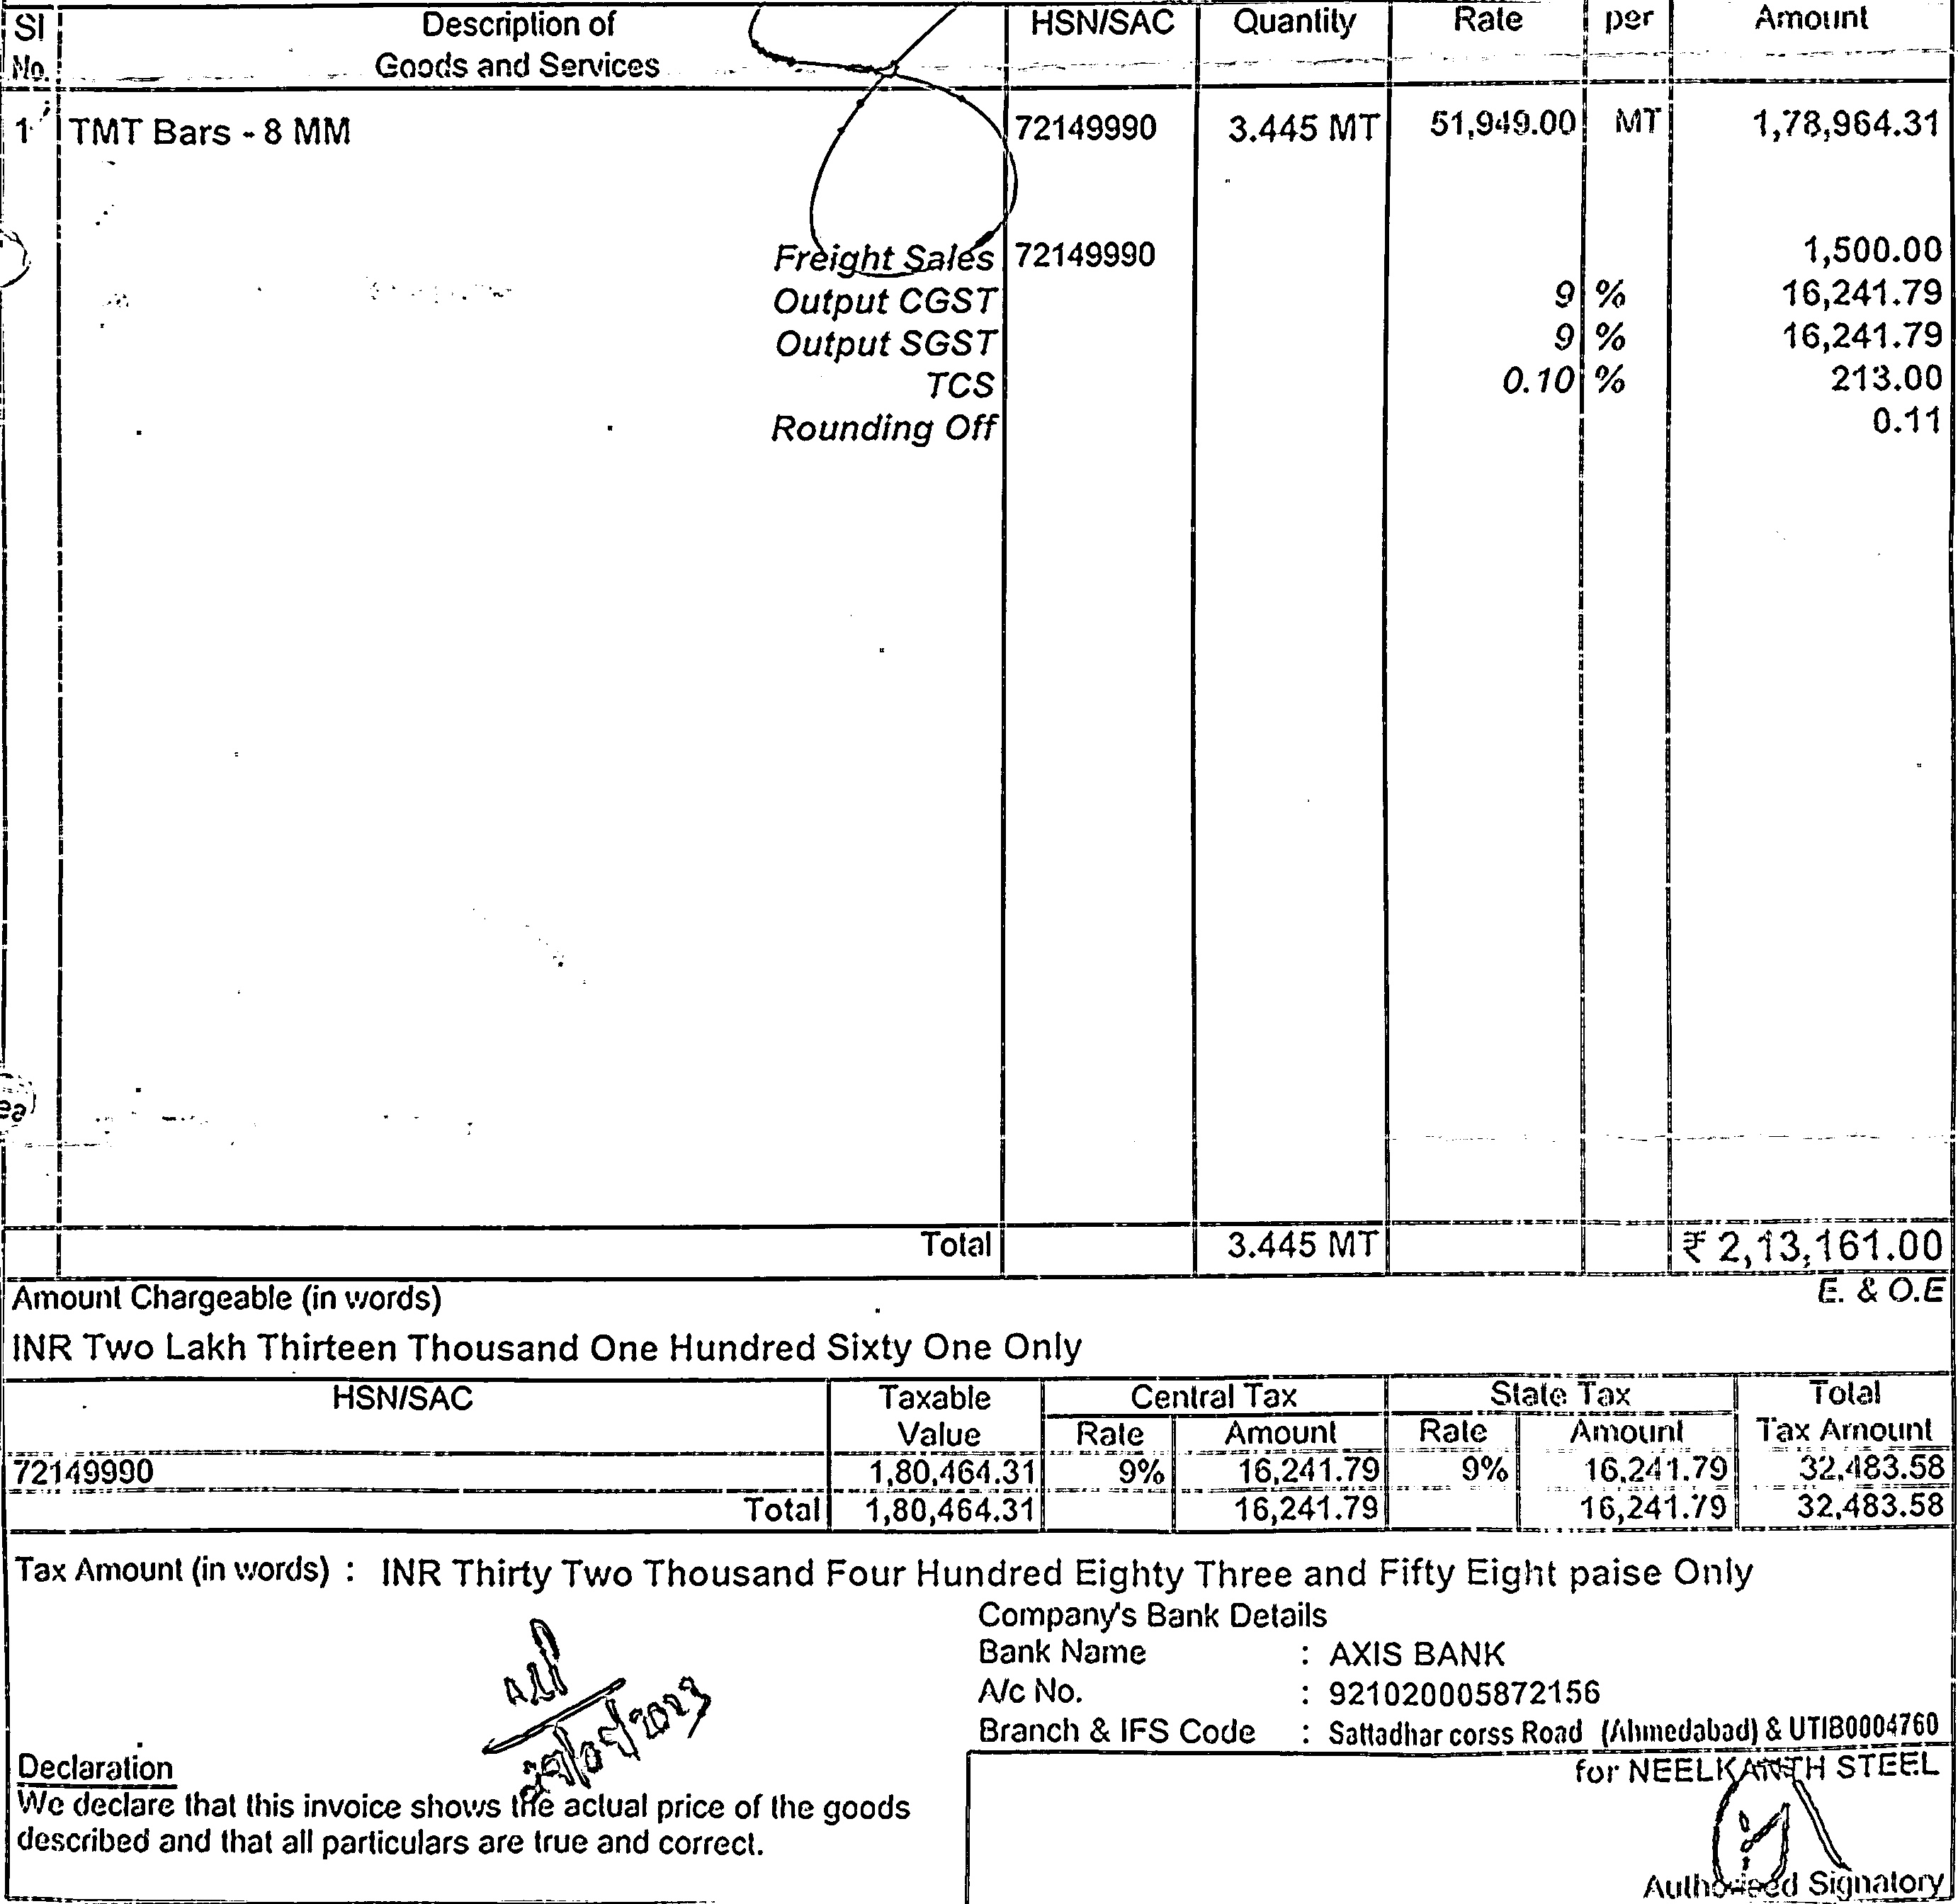 Sl No. Description of Goods and Services HSN/SAC Quantity Rate per Amount
1 TMT Bars - 8 MM 72149990 3.445 MT 51,949.00 MT 1,78,964.31
Freight Sales 72149990 1,500.00
Output CGST 9 % 16,241.79
Output SGST 9 % 16,241.79
TCS 0.10 % 213.00
Rounding Off 0.11
Total 3.445 MT ₹ 2,13,161.00
Amount Chargeable (in words) E. & O.E
INR Two Lakh Thirteen Thousand One Hundred Sixty One Only
HSN/SAC Taxable Value Central Tax State Tax Total Tax Amount
Rate Amount Rate Amount
72149990 1,80,464.31 9% 16,241.79 9% 16,241.79 32,483.58
Total 1,80,464.31 16,241.79 16,241.79 32,483.58
Tax Amount (in words) : INR Thirty Two Thousand Four Hundred Eighty Three and Fifty Eight paise Only
Company's Bank Details
Bank Name : AXIS BANK
A/c No. : 921020005872156
Branch & IFS Code : Sattadhar corss Road (Ahmedabad) & UTIB0004760
Declaration
We declare that this invoice shows the actual price of the goods
described and that all particulars are true and correct.
for NEELKANTH STEEL
Authorised Signatory